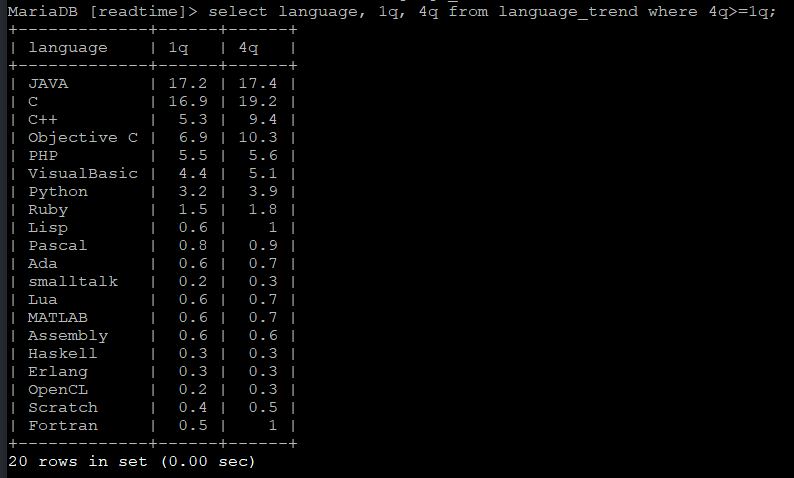 MariaDB [readtime]> select language, 1q, 4q from language_trend where 4q>=1q;
+--------------+------+------+
| language     | 1q   | 4q   |
+--------------+------+------+
| JAVA         | 17.2 | 17.4 |
| C            | 16.9 | 19.2 |
| C++          |  5.3 |  9.4 |
| Objective C  |  6.9 | 10.3 |
| PHP          |  5.5 |  5.6 |
| VisualBasic  |  4.4 |  5.1 |
| Python       |  3.2 |  3.9 |
| Ruby         |  1.5 |  1.8 |
| Lisp         |  0.6 |    1 |
| Pascal       |  0.8 |  0.9 |
| Ada          |  0.6 |  0.7 |
| smalltalk    |  0.2 |  0.3 |
| Lua          |  0.6 |  0.7 |
| MATLAB       |  0.6 |  0.7 |
| Assembly     |  0.6 |  0.6 |
| Haskell      |  0.3 |  0.3 |
| Erlang       |  0.3 |  0.3 |
| OpenCL       |  0.2 |  0.3 |
| Scratch      |  0.4 |  0.5 |
| Fortran      |  0.5 |    1 |
+--------------+------+------+
20 rows in set (0.00 sec)